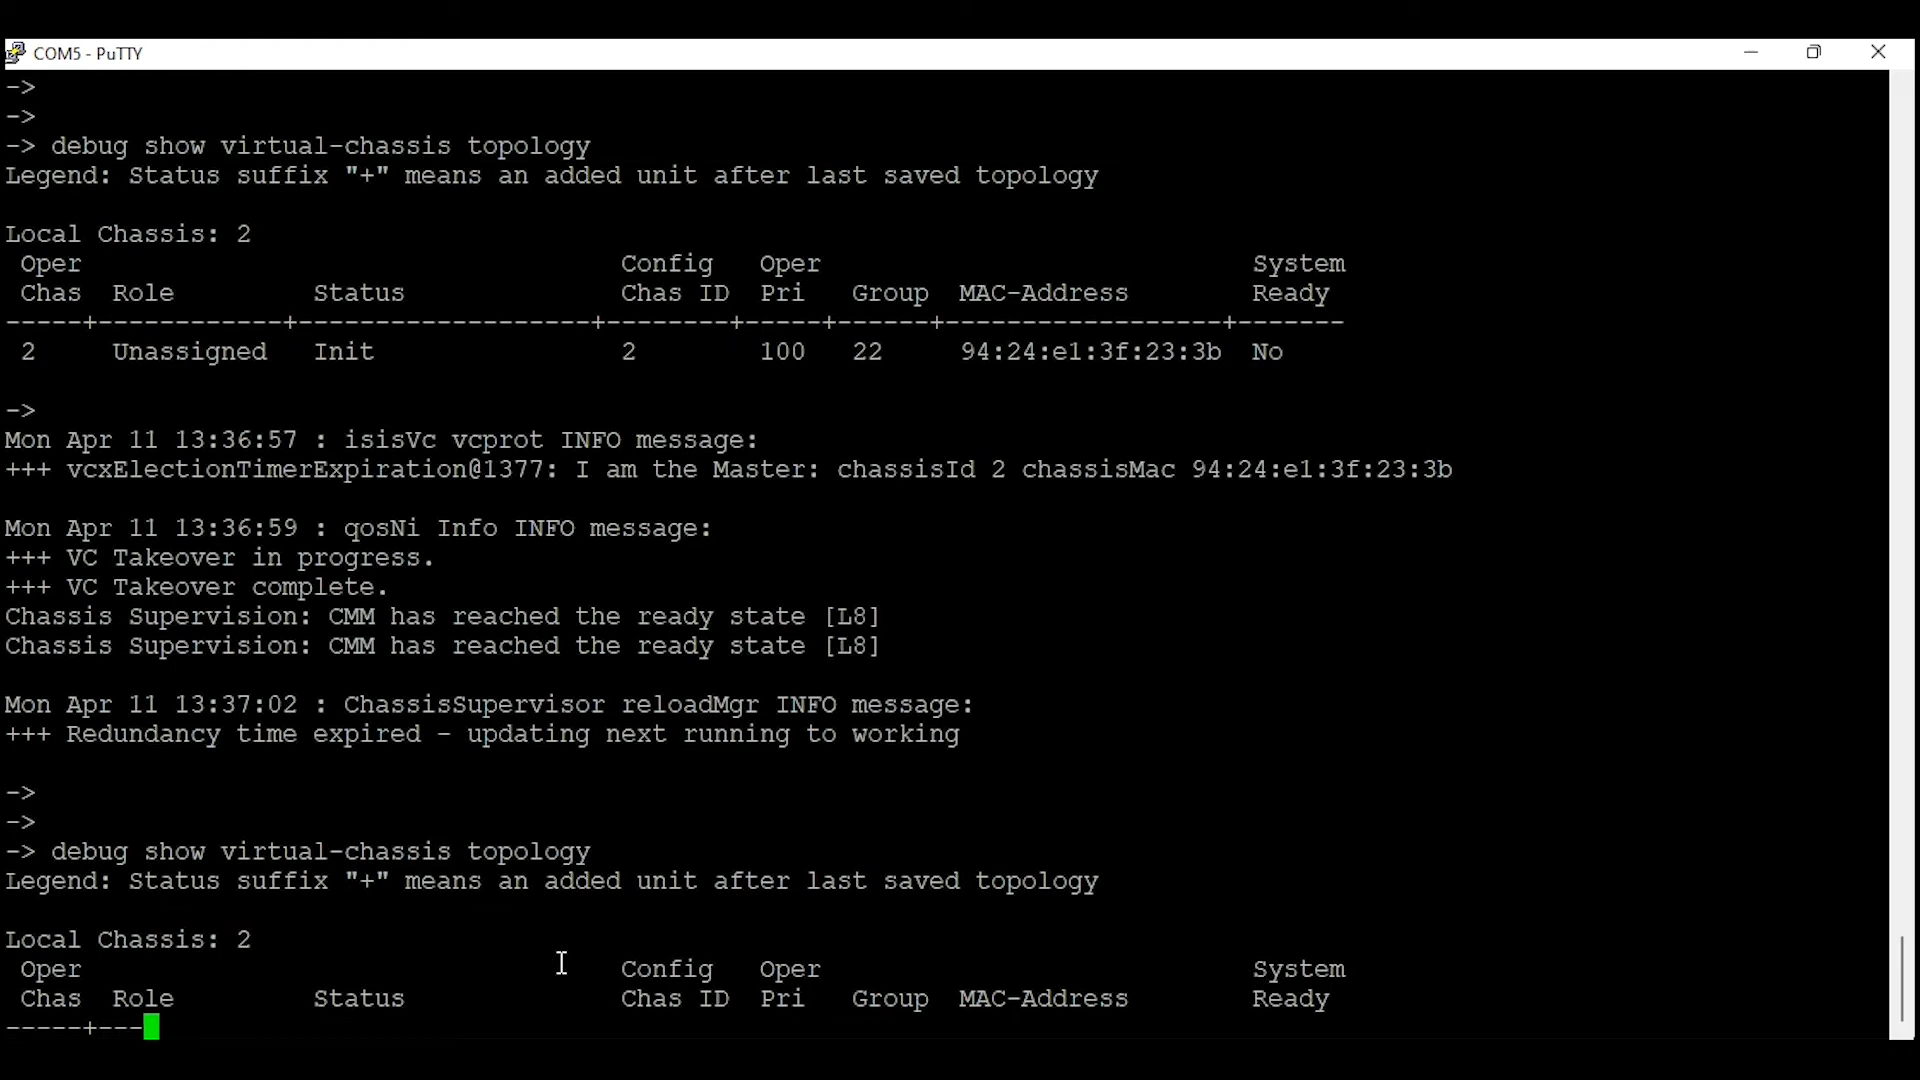 COM5 - PuTTY
->
->
-> debug show virtual-chassis topology
Legend: Status suffix "+" means an added unit after last saved topology
Local Chassis: 2
Oper Config Oper System
Chas Role Status Chas ID Pri Group MAC-Address Ready
-----+-------------+--------------------+---------+-----+------+------------------+-------
2 Unassigned Init 2 100 22 94:24:e1:3f:23:3b No
->
Mon Apr 11 13:36:57 : isisVc vcprot INFO message:
+++ vcxElectionTimerExpiration@1377: I am the Master: chassisId 2 chassisMac 94:24:e1:3f:23:3b
Mon Apr 11 13:36:59 : qosNi Info INFO message:
+++ VC Takeover in progress.
+++ VC Takeover complete.
Chassis Supervision: CMM has reached the ready state [L8]
Chassis Supervision: CMM has reached the ready state [L8]
Mon Apr 11 13:37:02 : ChassisSupervisor reloadMgr INFO message:
+++ Redundancy time expired - updating next running to working
->
->
-> debug show virtual-chassis topology
Legend: Status suffix "+" means an added unit after last saved topology
Local Chassis: 2
Oper Config Oper System
Chas Role Status Chas ID Pri Group MAC-Address Ready
-----+---